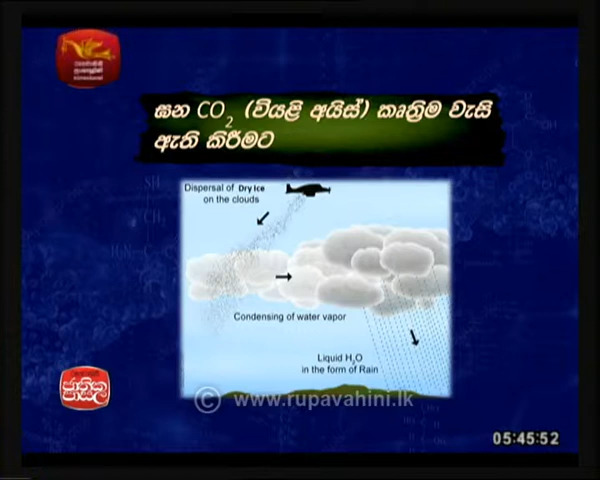 ඝන CO2 (වියළි අයිස්) කෘත්‍රිම වැසි
ඇති කිරීමට
Dispersal of Dry Ice
on the clouds
Condensing of water vapor
Liquid H2O
in the form of Rain
ජාතික
පාසල
© www.rupavahini.lk
05:45:52